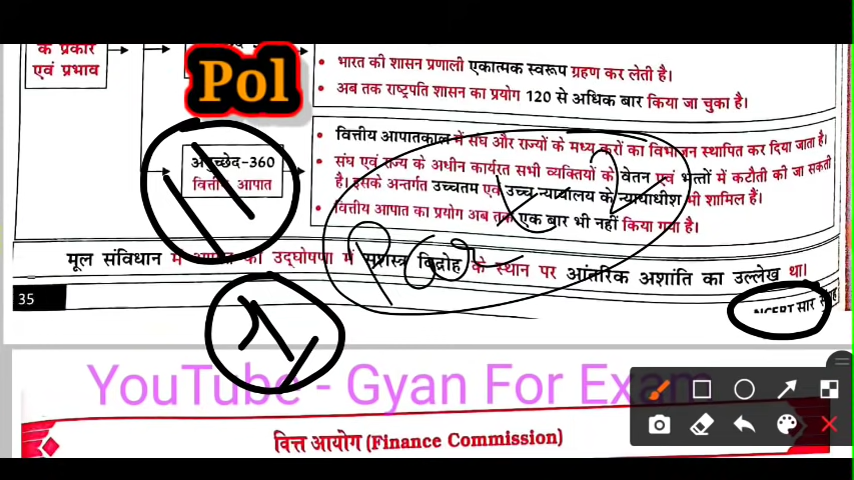 के प्रकार
एवं प्रभाव
Pol
भारत की शासन प्रणाली एकात्मक स्वरूप ग्रहण कर लेती है।
अब तक राष्ट्रपति शासन का प्रयोग 120 से अधिक बार किया जा चुका है।
अनुच्छेद-360
वित्तीय आपात
वित्तीय आपातकाल में संघ और राज्यों के मध्य करों का विभाजन स्थापित कर दिया जाता है।
संघ एवं राज्य के अधीन कार्यरत सभी व्यक्तियों के वेतन एवं भत्तों में कटौती की जा सकती
है। इसके अन्तर्गत उच्चतम एवं उच्च न्यायालय के न्यायाधीश भी शामिल हैं।
वित्तीय आपात का प्रयोग अब तक एक बार भी नहीं किया गया है।
मूल संविधान में आपात की उद्घोषणा में सशस्त्र विद्रोह के स्थान पर आंतरिक अशांति का उल्लेख था।
35
NCERT सार संग्रह
YouTube - Gyan For Exam
वित्त आयोग (Finance Commission)